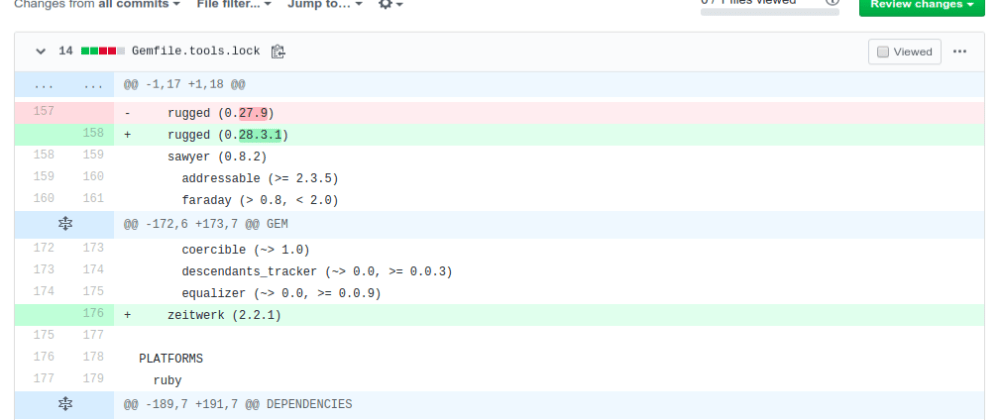 Changes from all commits File filter... Jump to... 0 / 1 files viewed Review changes
14 Gemfile.tools.lock Viewed ...
... ... @@ -1,17 +1,18 @@
157 - rugged (0.27.9)
158 + rugged (0.28.3.1)
158 159 sawyer (0.8.2)
159 160 addressable (>= 2.3.5)
160 161 faraday (> 0.8, < 2.0)
@@ -172,6 +173,7 @@ GEM
172 173 coercible (~> 1.0)
173 174 descendants_tracker (~> 0.0, >= 0.0.3)
174 175 equalizer (~> 0.0, >= 0.0.9)
176 + zeitwerk (2.2.1)
175 177
176 178 PLATFORMS
177 179 ruby
@@ -189,7 +191,7 @@ DEPENDENCIES